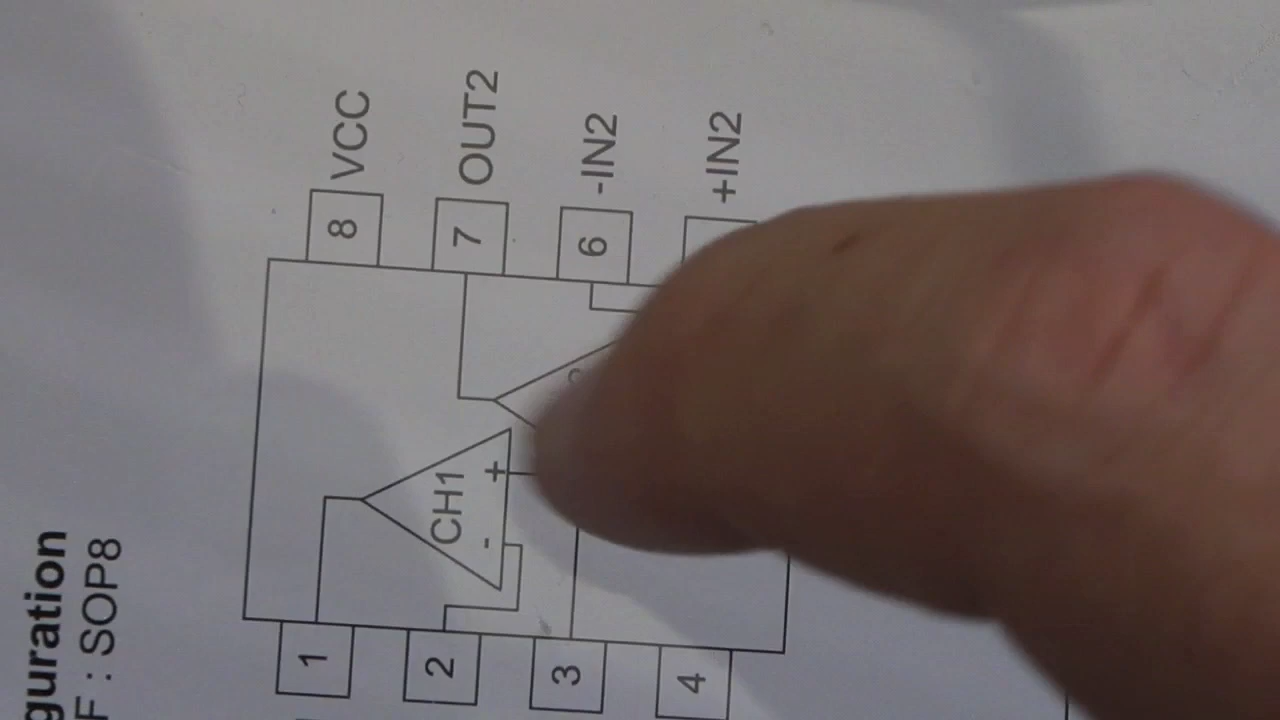 guration
F : SOP8
8 VCC
7 OUT2
6 -IN2
+IN2
CH1
+
-
1
2
3
4